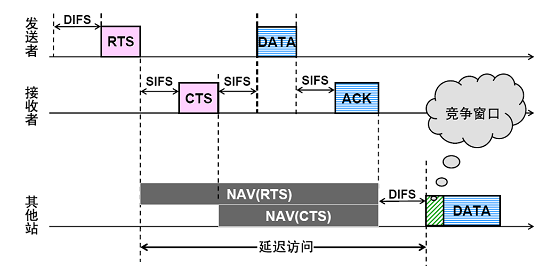 发送者
DIFS
RTS
DATA
接收者
SIFS
CTS
SIFS
SIFS
ACK
竞争窗口
其他站
NAV(RTS)
NAV(CTS)
DIFS
DATA
延迟访问